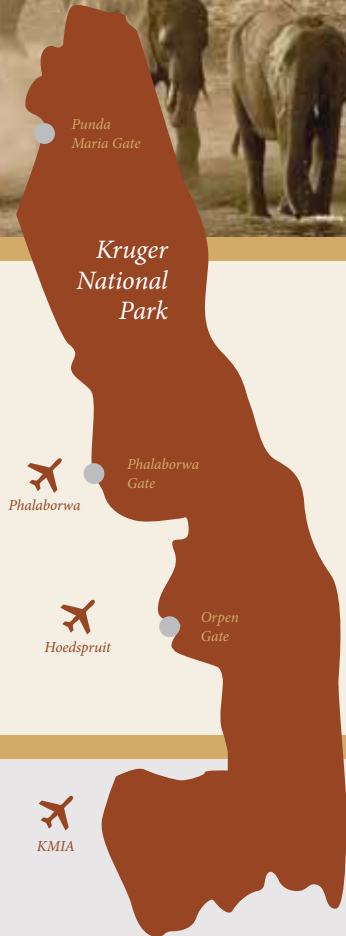 Punda
Maria Gate
Kruger
National
Park
Phalaborwa
Gate
Phalaborwa
Orpen
Gate
Hoedspruit
KMIA